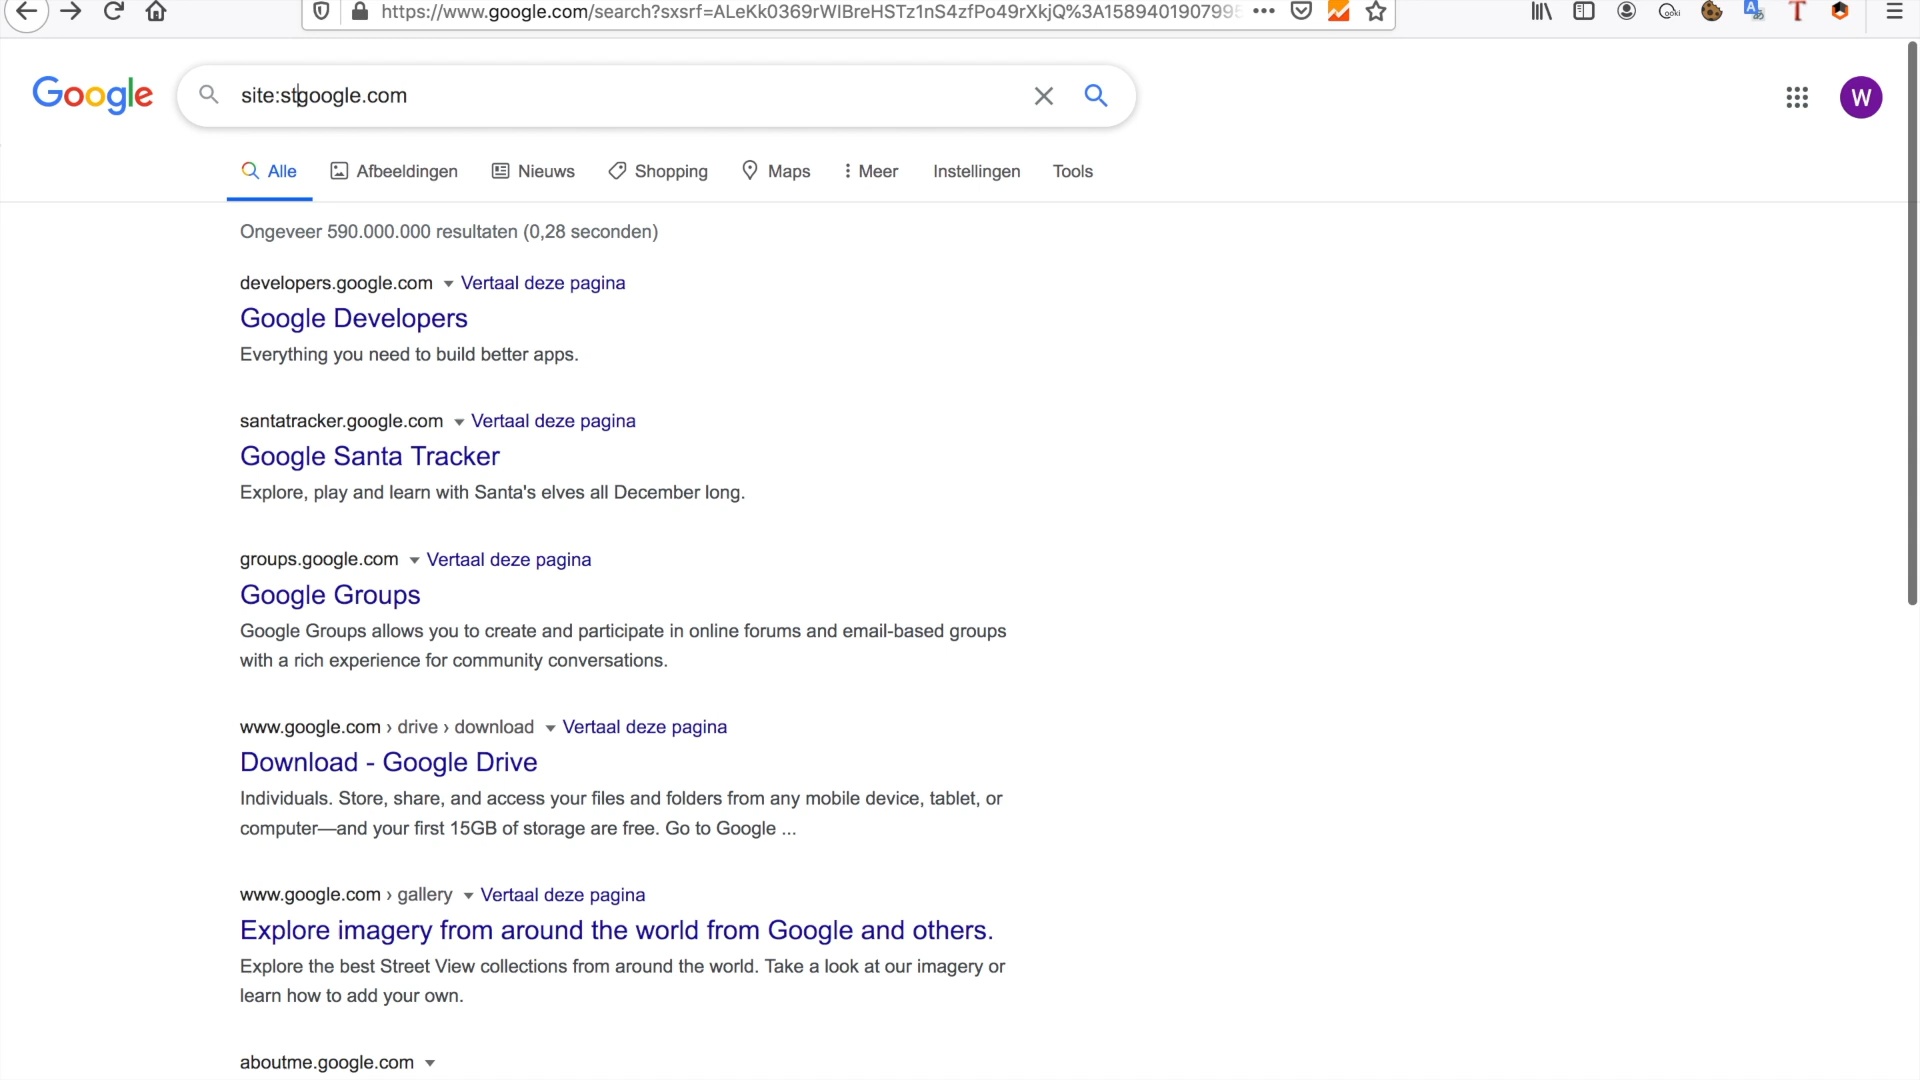 https://www.google.com/search?sxsrf=ALeKk0369rWIBreHSTz1nS4zfPo49rXkjQ%3A1589401907995
Google
site:stgoogle.com
W
Alle Afbeeldingen Nieuws Shopping Maps Meer Instellingen Tools
Ongeveer 590.000.000 resultaten (0,28 seconden)
developers.google.com Vertaal deze pagina
Google Developers
Everything you need to build better apps.
santatracker.google.com Vertaal deze pagina
Google Santa Tracker
Explore, play and learn with Santa's elves all December long.
groups.google.com Vertaal deze pagina
Google Groups
Google Groups allows you to create and participate in online forums and email-based groups
with a rich experience for community conversations.
www.google.com › drive › download Vertaal deze pagina
Download - Google Drive
Individuals. Store, share, and access your files and folders from any mobile device, tablet, or
computer—and your first 15GB of storage are free. Go to Google ...
www.google.com › gallery Vertaal deze pagina
Explore imagery from around the world from Google and others.
Explore the best Street View collections from around the world. Take a look at our imagery or
learn how to add your own.
aboutme.google.com